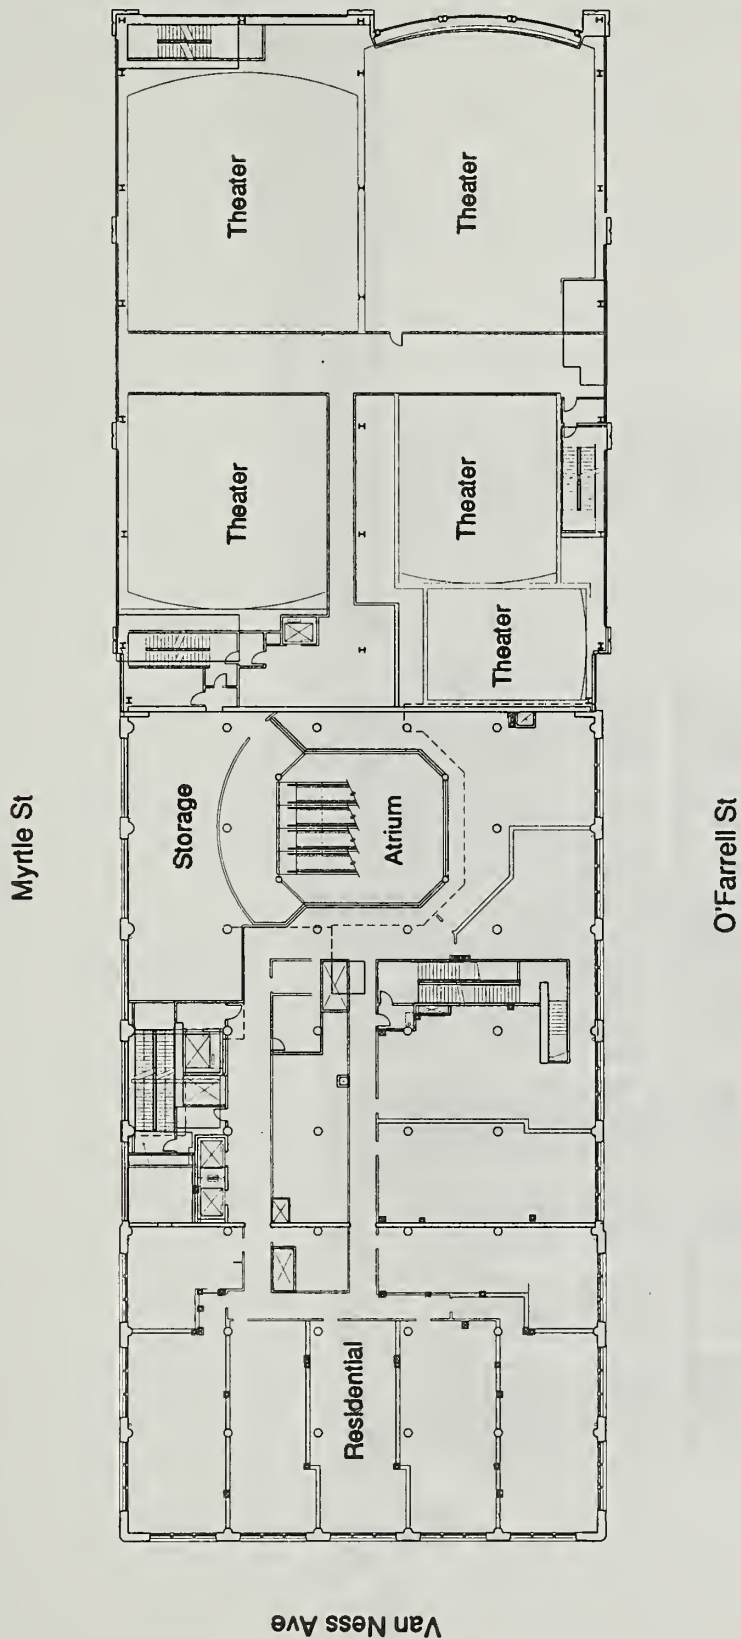 Myrtle St
Theater
Theater
Theater
Theater
Theater
Storage
Atrium
Residential
O'Farrell St
Van Ness Ave